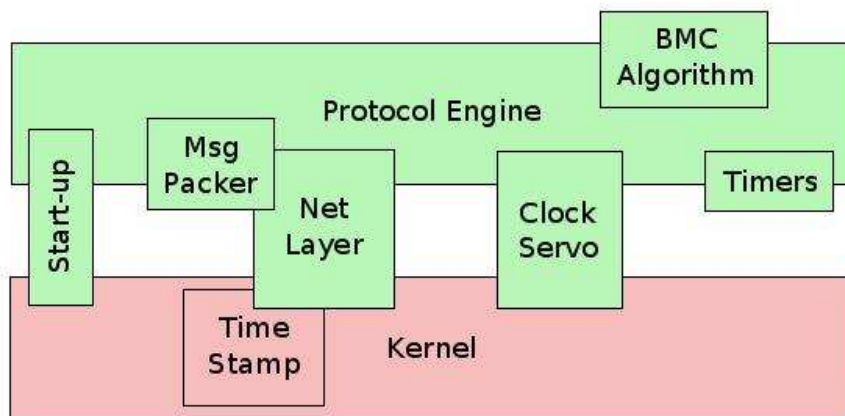 BMC
Algorithm
Protocol Engine
Msg
Packer
Start-up
Net
Layer
Clock
Servo
Timers
Time
Stamp
Kernel